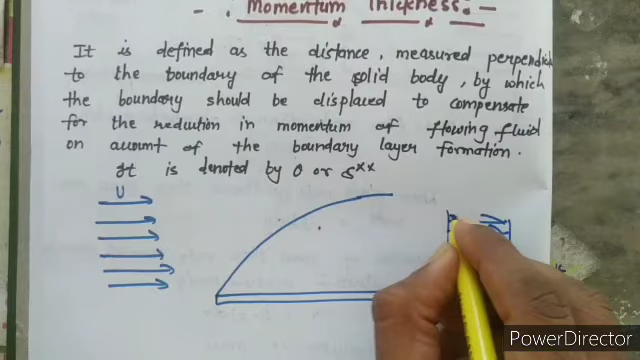 - . Momentum Thickness: -
It is defined as the distance, measured
to the boundary of the solid body, by which
the boundary should be displaced to compensate
for the reduction in momentum of flowing fluid
on account of the boundary layer formation.
It is denoted by θ or δ**
U
PowerDirector